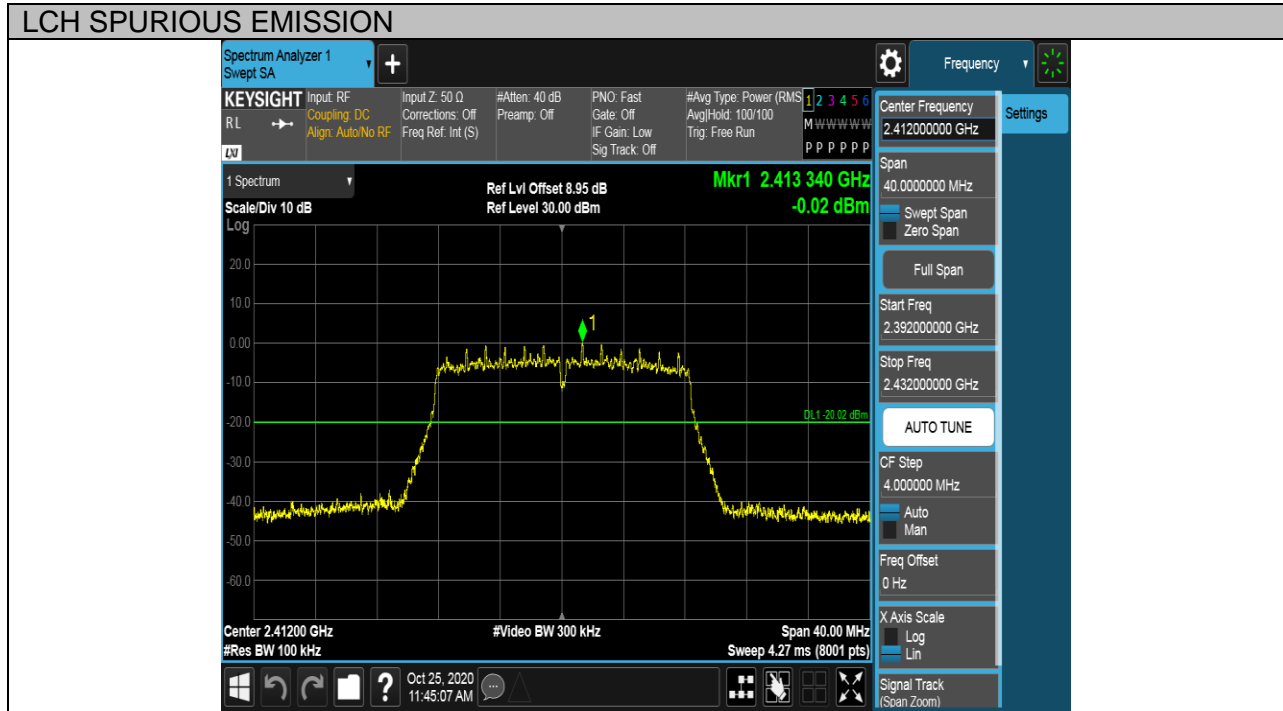 LCH SPURIOUS EMISSION
Spectrum Analyzer 1
Swept SA
+
Frequency
KEYSIGHT
RL
LXI
Input: RF
Coupling: DC
Align: Auto/No RF
Input Z: 50 Ω
Corrections: Off
Freq Ref: Int (S)
#Atten: 40 dB
Preamp: Off
PNO: Fast
Gate: Off
IF Gain: Low
Sig Track: Off
#Avg Type: Power (RMS
Avg|Hold: 100/100
Trig: Free Run
1 2 3 4 5 6
M W W W W W
P P P P P P
1 Spectrum
Scale/Div 10 dB
Log
Ref Lvl Offset 8.95 dB
Ref Level 30.00 dBm
Mkr1 2.413 340 GHz
-0.02 dBm
20.0
10.0
0.00
-10.0
-20.0
-30.0
-40.0
-50.0
-60.0
1
DL1 -20.02 dBm
Center 2.41200 GHz
#Res BW 100 kHz
#Video BW 300 kHz
Span 40.00 MHz
Sweep 4.27 ms (8001 pts)
?
Oct 25, 2020
11:45:07 AM
Settings
Center Frequency
2.412000000 GHz
Span
40.0000000 MHz
Swept Span
Zero Span
Full Span
Start Freq
2.392000000 GHz
Stop Freq
2.432000000 GHz
AUTO TUNE
CF Step
4.000000 MHz
Auto
Man
Freq Offset
0 Hz
X Axis Scale
Log
Lin
Signal Track
(Span Zoom)